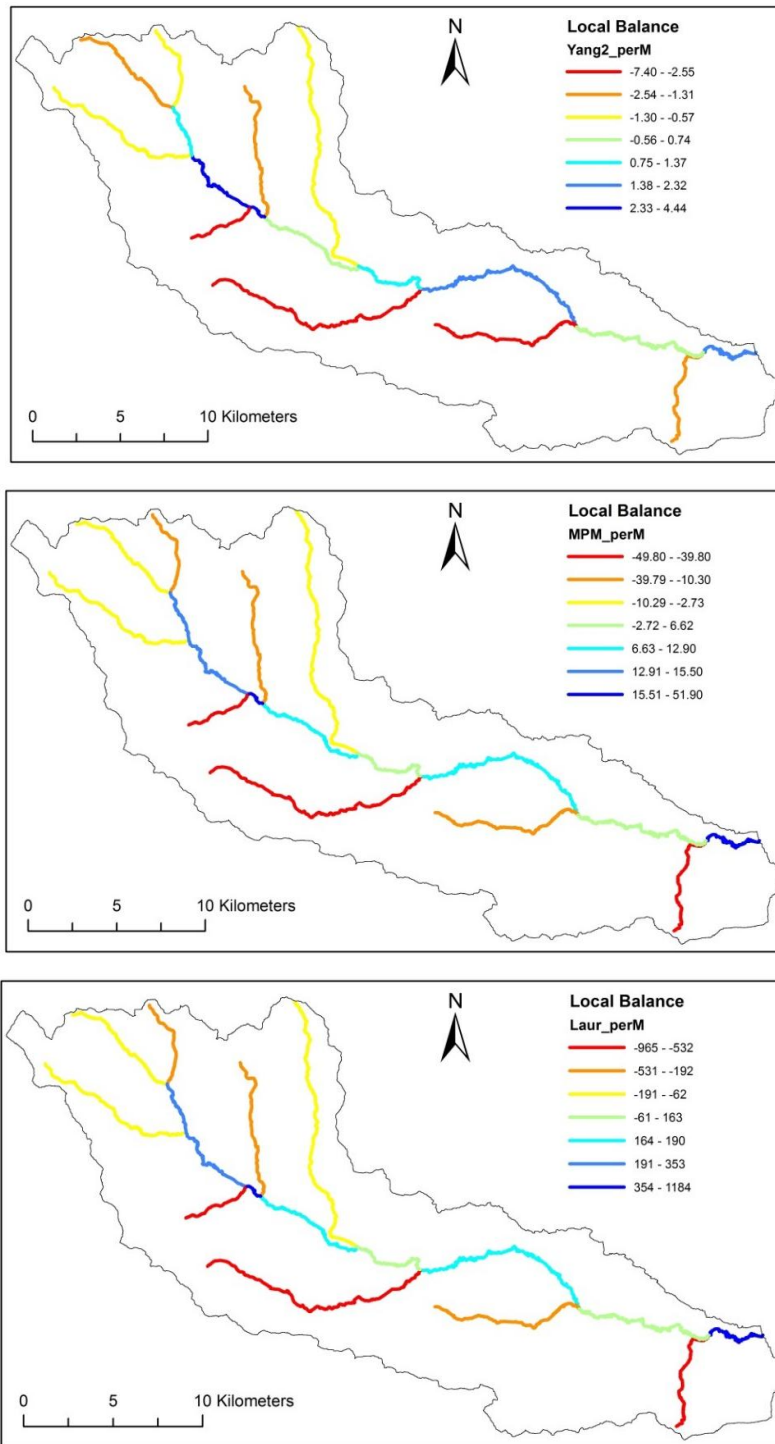 N
Local Balance
Yang2_perM
-7.40 - -2.55
-2.54 - -1.31
-1.30 - -0.57
-0.56 - 0.74
0.75 - 1.37
1.38 - 2.32
2.33 - 4.44
0 5 10 Kilometers
N
Local Balance
MPM_perM
-49.80 - -39.80
-39.79 - -10.30
-10.29 - -2.73
-2.72 - 6.62
6.63 - 12.90
12.91 - 15.50
15.51 - 51.90
0 5 10 Kilometers
N
Local Balance
Laur_perM
-965 - -532
-531 - -192
-191 - -62
-61 - 163
164 - 190
191 - 353
354 - 1184
0 5 10 Kilometers